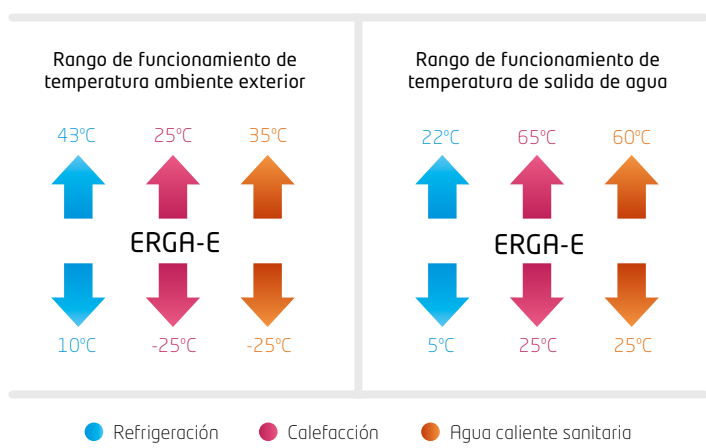 Rango de funcionamiento de
temperatura ambiente exterior
43ºC 25ºC 35ºC
ERGA-E
10ºC -25ºC -25ºC
Rango de funcionamiento de
temperatura de salida de agua
22ºC 65ºC 60ºC
ERGA-E
5ºC 25ºC 25ºC
Refrigeración Calefacción Agua caliente sanitaria